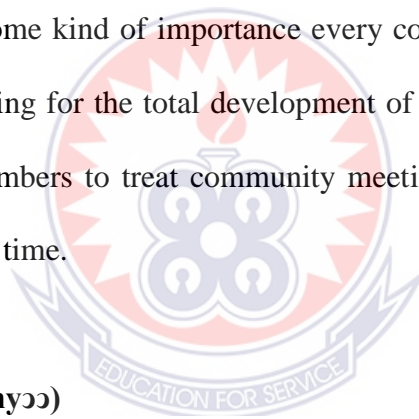 ome kind of importance every co
ing for the total development of
mbers to treat community meeti
time.
EDUCATION FOR SERVICE
nyɔɔ)